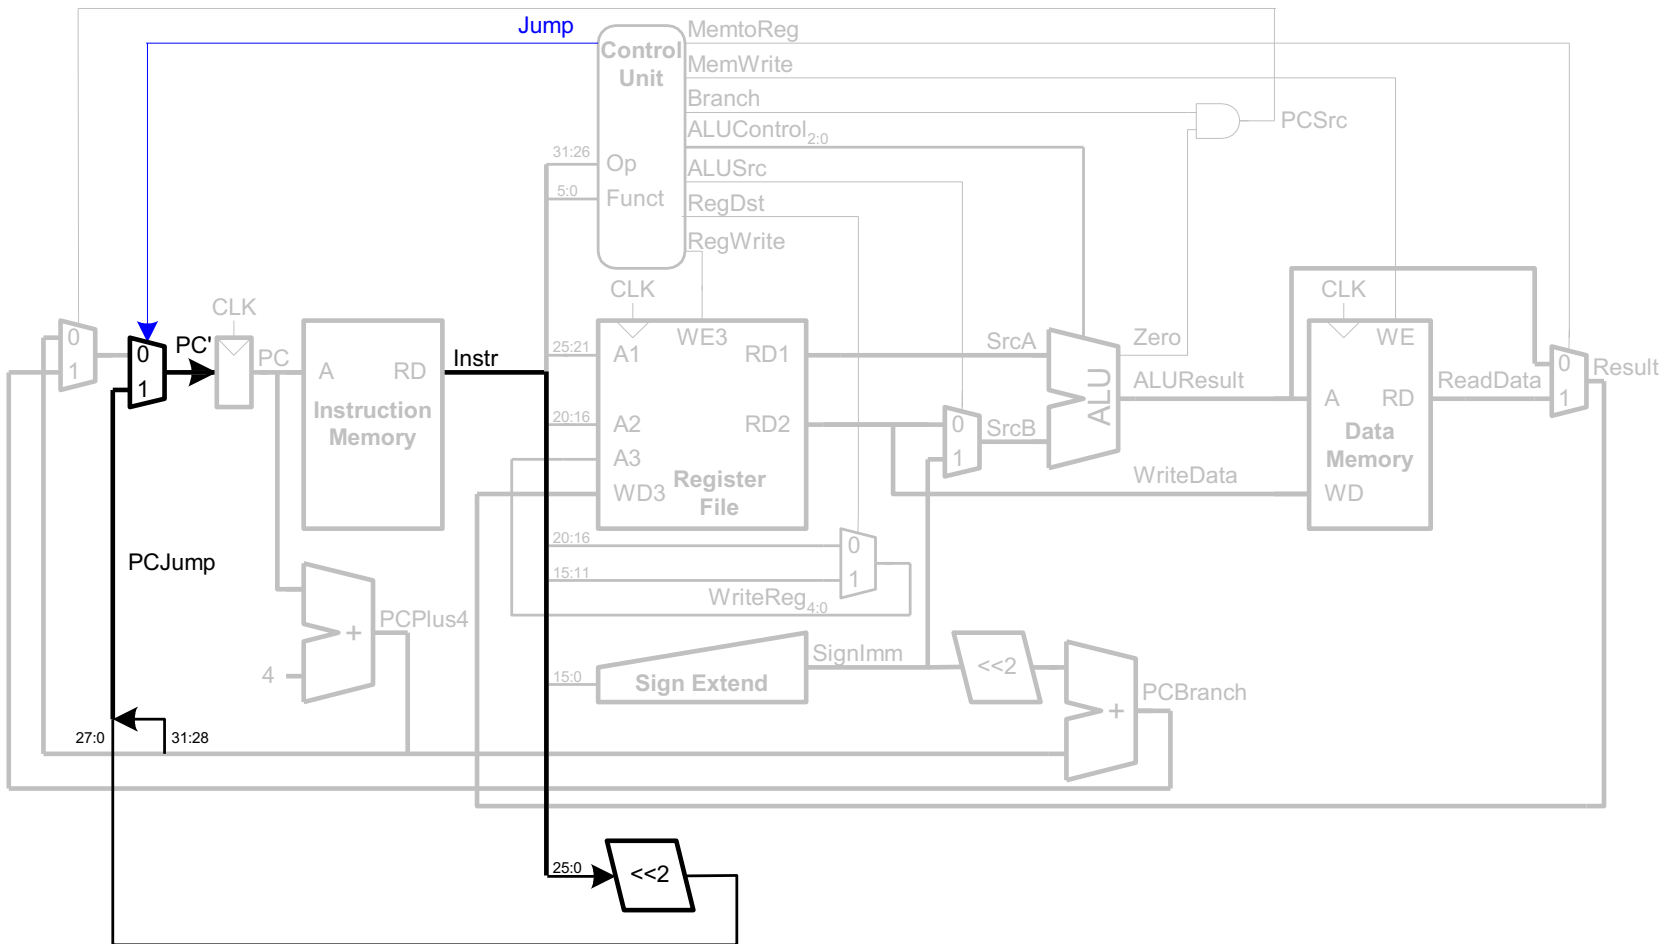 Jump
Control
Unit
MemtoReg
MemWrite
Branch
ALUControl2:0
ALUSrc
RegDst
RegWrite
PCSrc
31:26
Op
5:0
Funct
CLK
CLK
CLK
0
1
0
1
PC'
PC
A
RD
Instruction
Memory
Instr
25:21
A1
WE3
RD1
20:16
A2
RD2
A3
WD3
Register
File
SrcA
0
1
SrcB
ALU
Zero
ALUResult
WE
A
RD
Data
Memory
WD
WriteData
ReadData
0
1
Result
20:16
0
15:11
1
WriteReg4:0
PCJump
PCPlus4
+
4
15:0
Sign Extend
SignImm
<<2
+
PCBranch
27:0
31:28
25:0
<<2